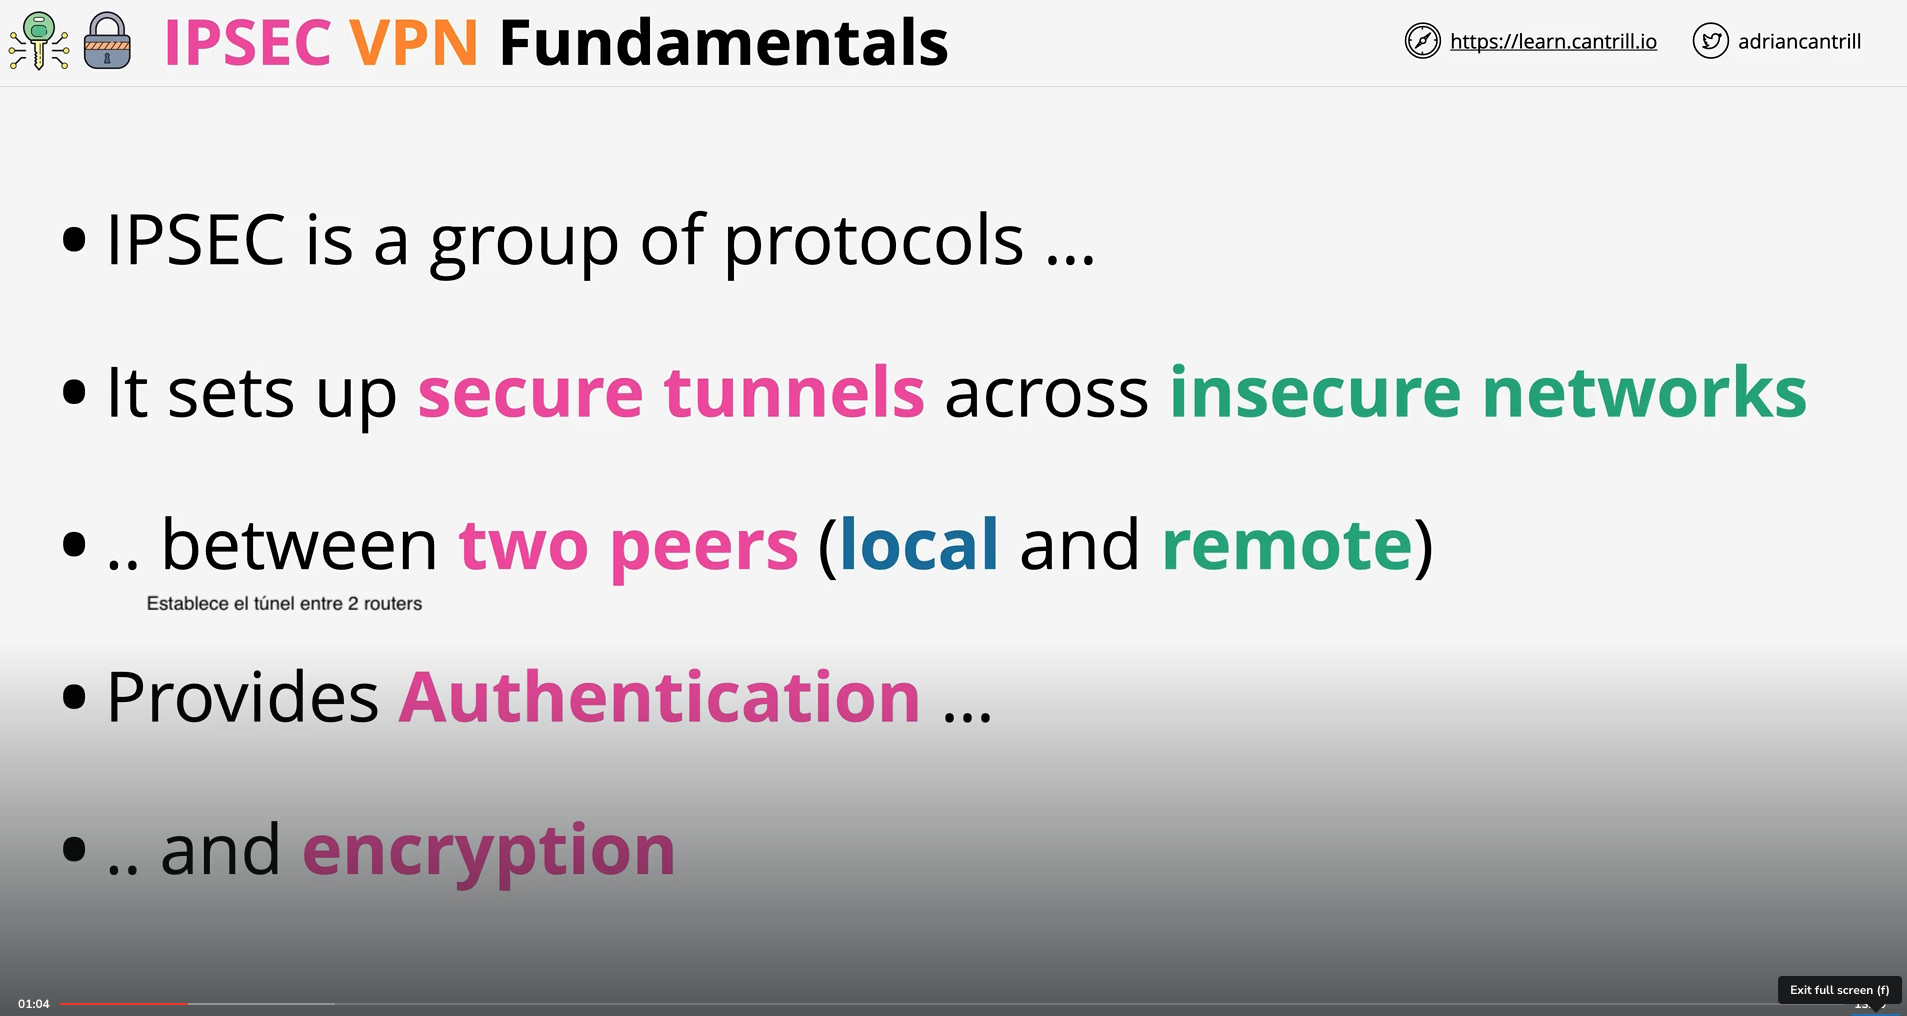 IPSEC VPN Fundamentals
https://learn.cantrill.io
adriancantrill
• IPSEC is a group of protocols ...
• It sets up secure tunnels across insecure networks
• .. between two peers (local and remote)
Establece el túnel entre 2 routers
• Provides Authentication ...
• .. and encryption
Exit full screen (f)
01:04